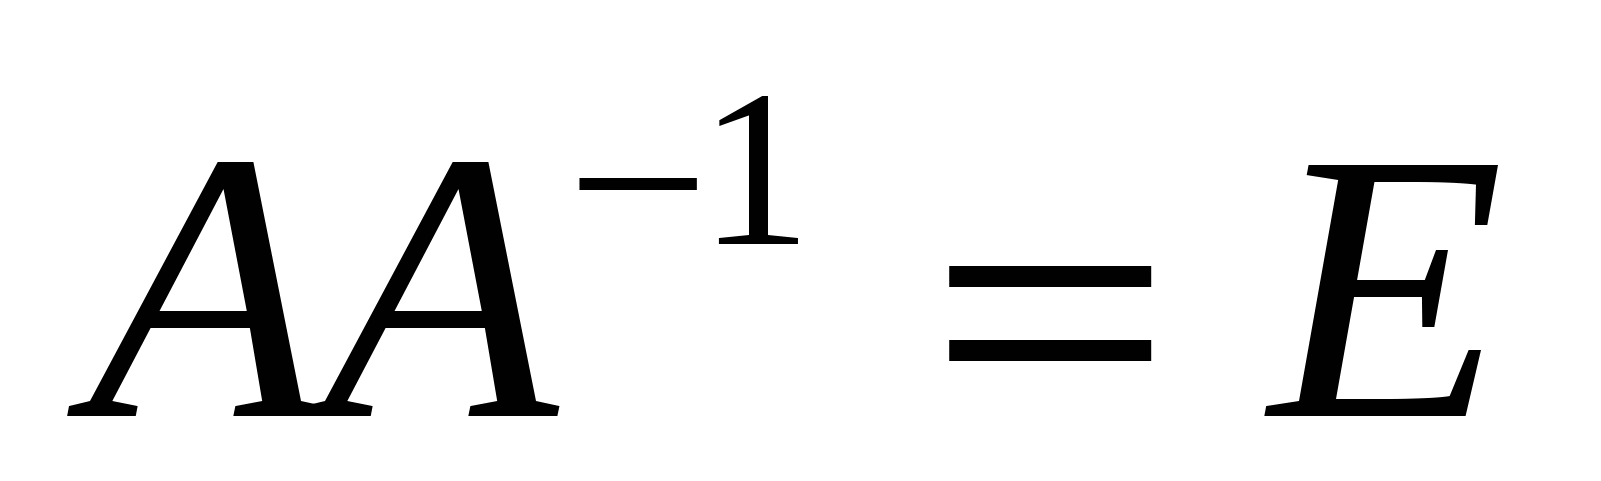 AA⁻¹ = E